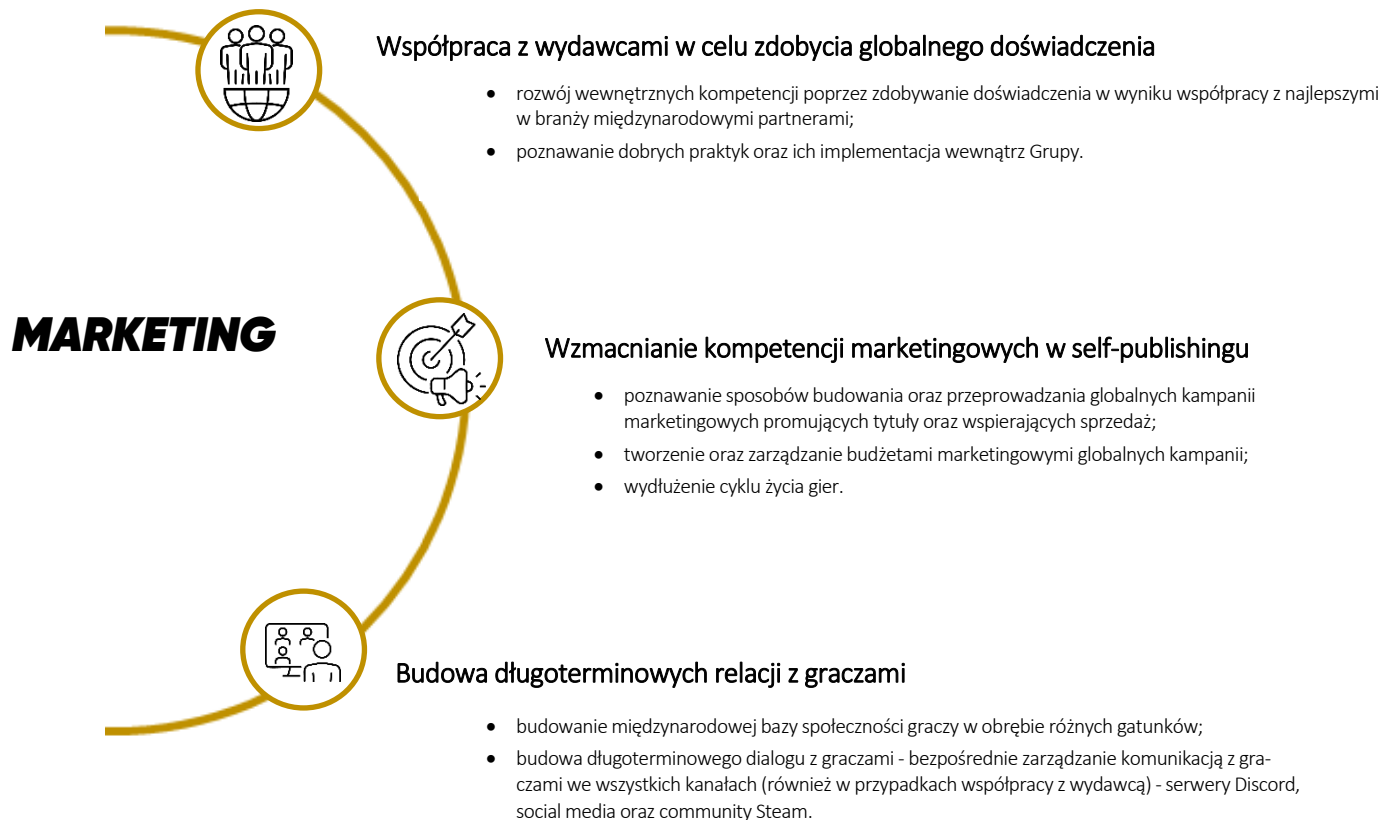 Współpraca z wydawcami w celu zdobycia globalnego doświadczenia
• rozwój wewnętrznych kompetencji poprzez zdobywanie doświadczenia w wyniku współpracy z najlepszymi
w branży międzynarodowymi partnerami;
• poznawanie dobrych praktyk oraz ich implementacja wewnątrz Grupy.
MARKETING
Wzmacnianie kompetencji marketingowych w self-publishingu
• poznawanie sposobów budowania oraz przeprowadzania globalnych kampanii
marketingowych promujących tytuły oraz wspierających sprzedaż;
• tworzenie oraz zarządzanie budżetami marketingowymi globalnych kampanii;
• wydłużenie cyklu życia gier.
Budowa długoterminowych relacji z graczami
• budowanie międzynarodowej bazy społeczności graczy w obrębie różnych gatunków;
• budowa długoterminowego dialogu z graczami - bezpośrednie zarządzanie komunikacją z gra-
czami we wszystkich kanałach (również w przypadkach współpracy z wydawcą) - serwery Discord,
social media oraz community Steam.